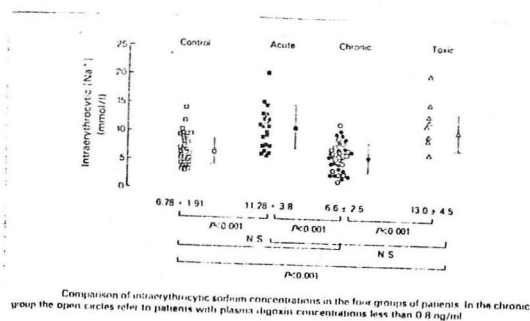 Control Acute Chronic Toxic
Intraerythrocytic [Na⁺]
(mmol/l)
25
20
15
10
5
0
6.78 ± 1.91 11.28 ± 3.8 6.6 ± 2.5 13.0 ± 4.5
P<0.001 P<0.001 P<0.001
NS
NS
P<0.001
Comparison of intraerythrocytic sodium concentrations in the four groups of patients. In the chronic
group the open circles refer to patients with plasma digoxin concentrations less than 0.8 ng/ml